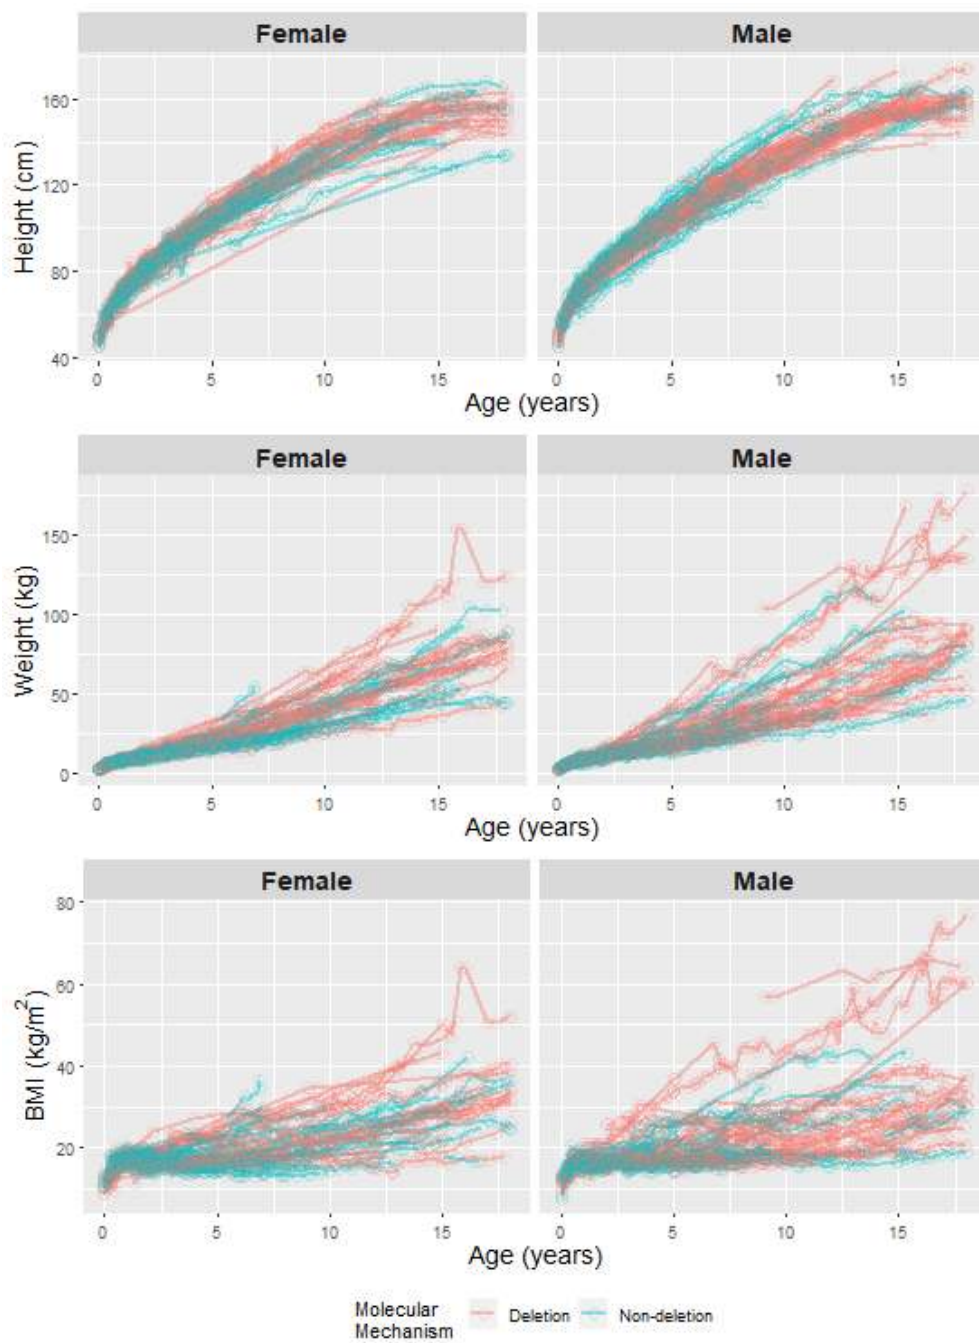 Female Male
160
120
80
40
Height (cm)
0 5 10 15 0 5 10 15
Age (years)
Female Male
150
100
50
0
Weight (kg)
0 5 10 15 0 5 10 15
Age (years)
Female Male
80
60
40
20
BMI (kg/m²)
0 5 10 15 0 5 10 15
Age (years)
Molecular
Mechanism Deletion Non-deletion